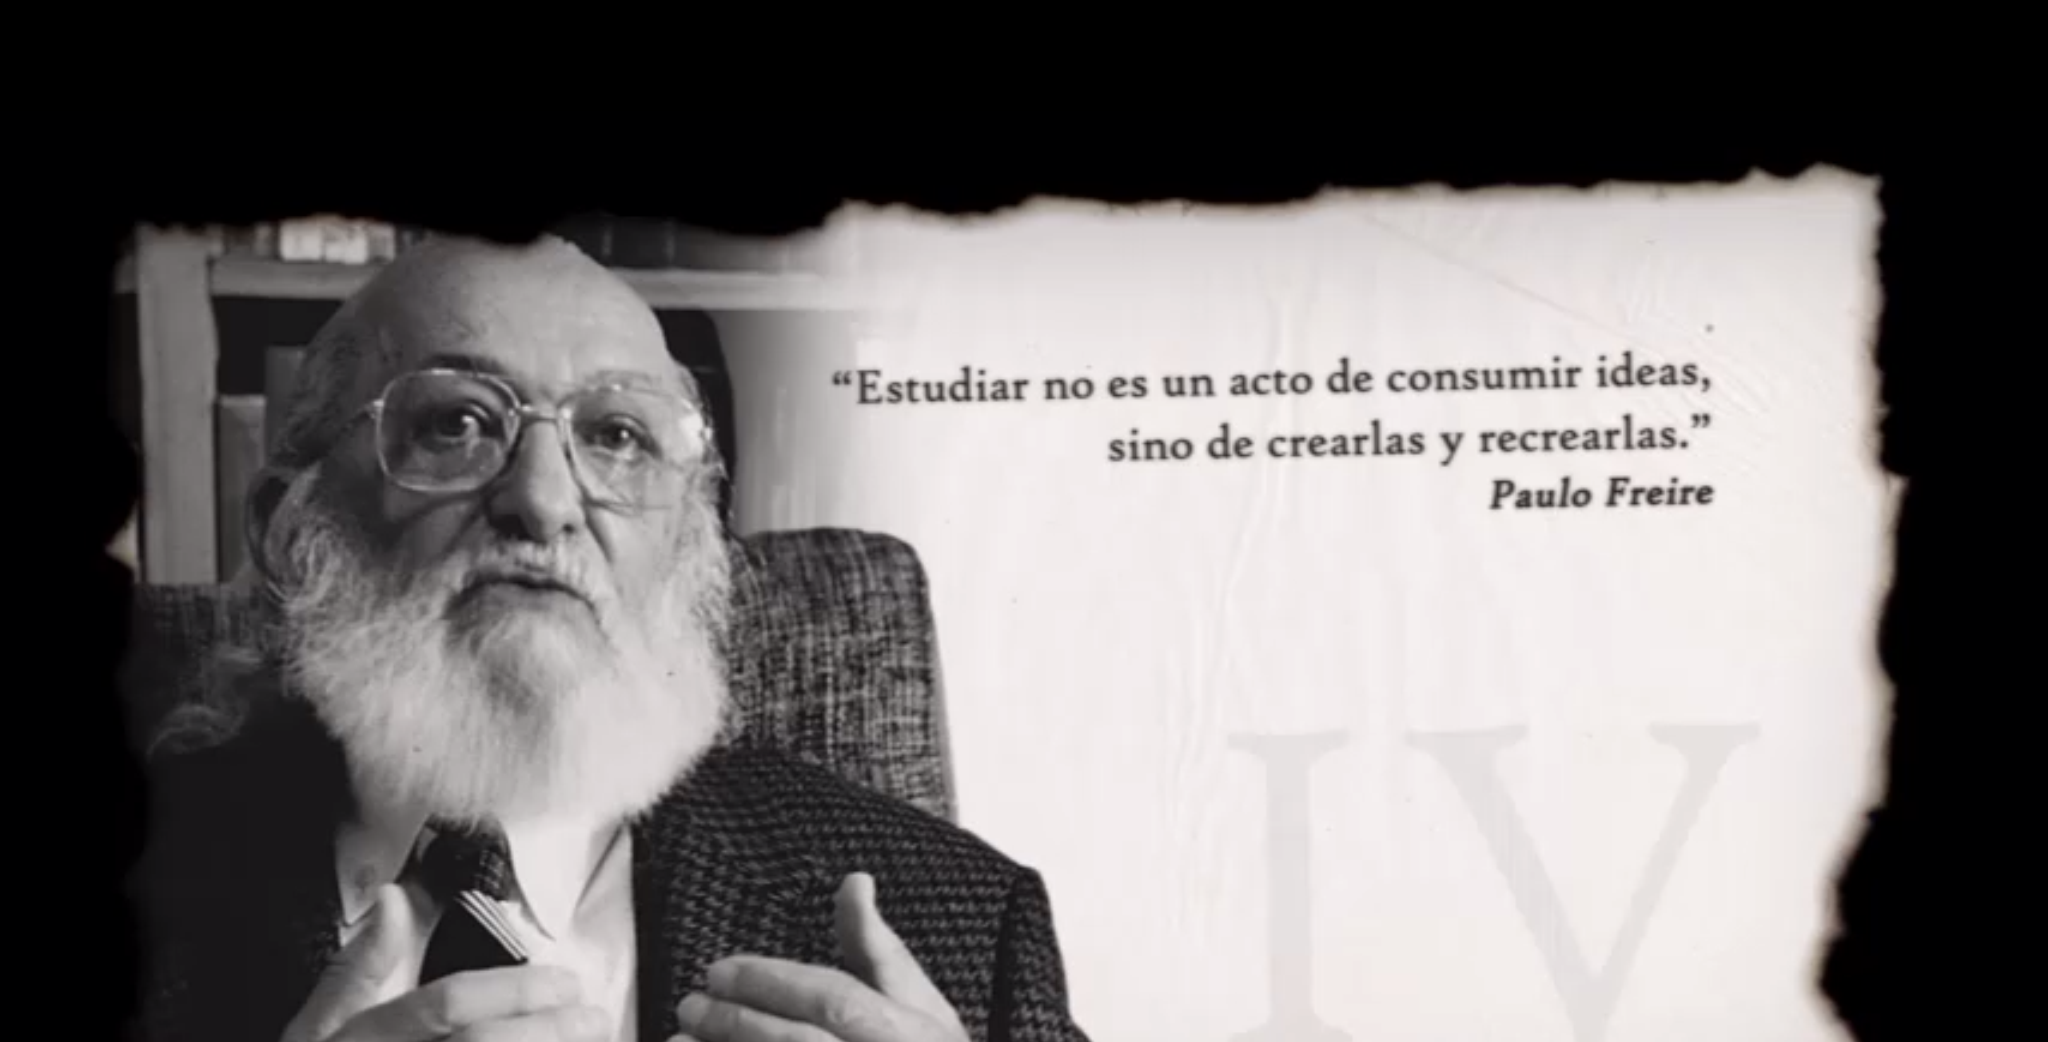 “Estudiar no es un acto de consumir ideas,
sino de crearlas y recrearlas.”
Paulo Freire
IV